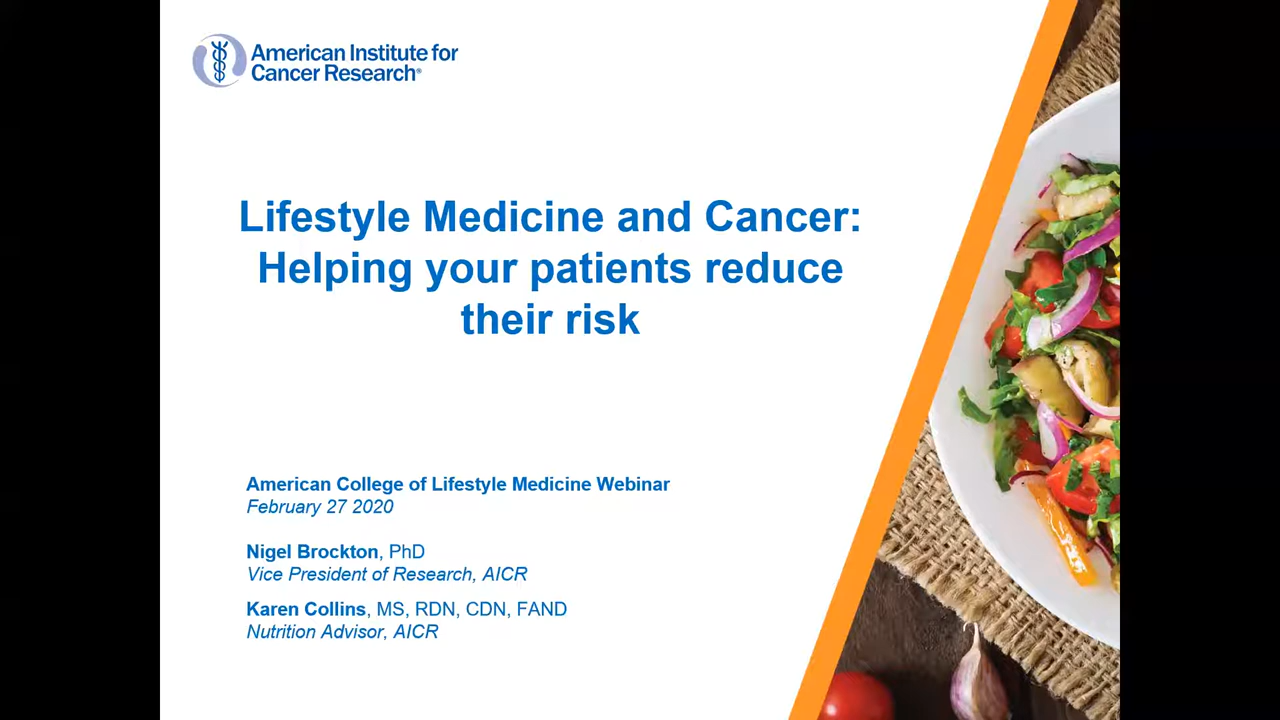 American Institute for
Cancer Research®
Lifestyle Medicine and Cancer:
Helping your patients reduce
their risk
American College of Lifestyle Medicine Webinar
February 27 2020
Nigel Brockton, PhD
Vice President of Research, AICR
Karen Collins, MS, RDN, CDN, FAND
Nutrition Advisor, AICR